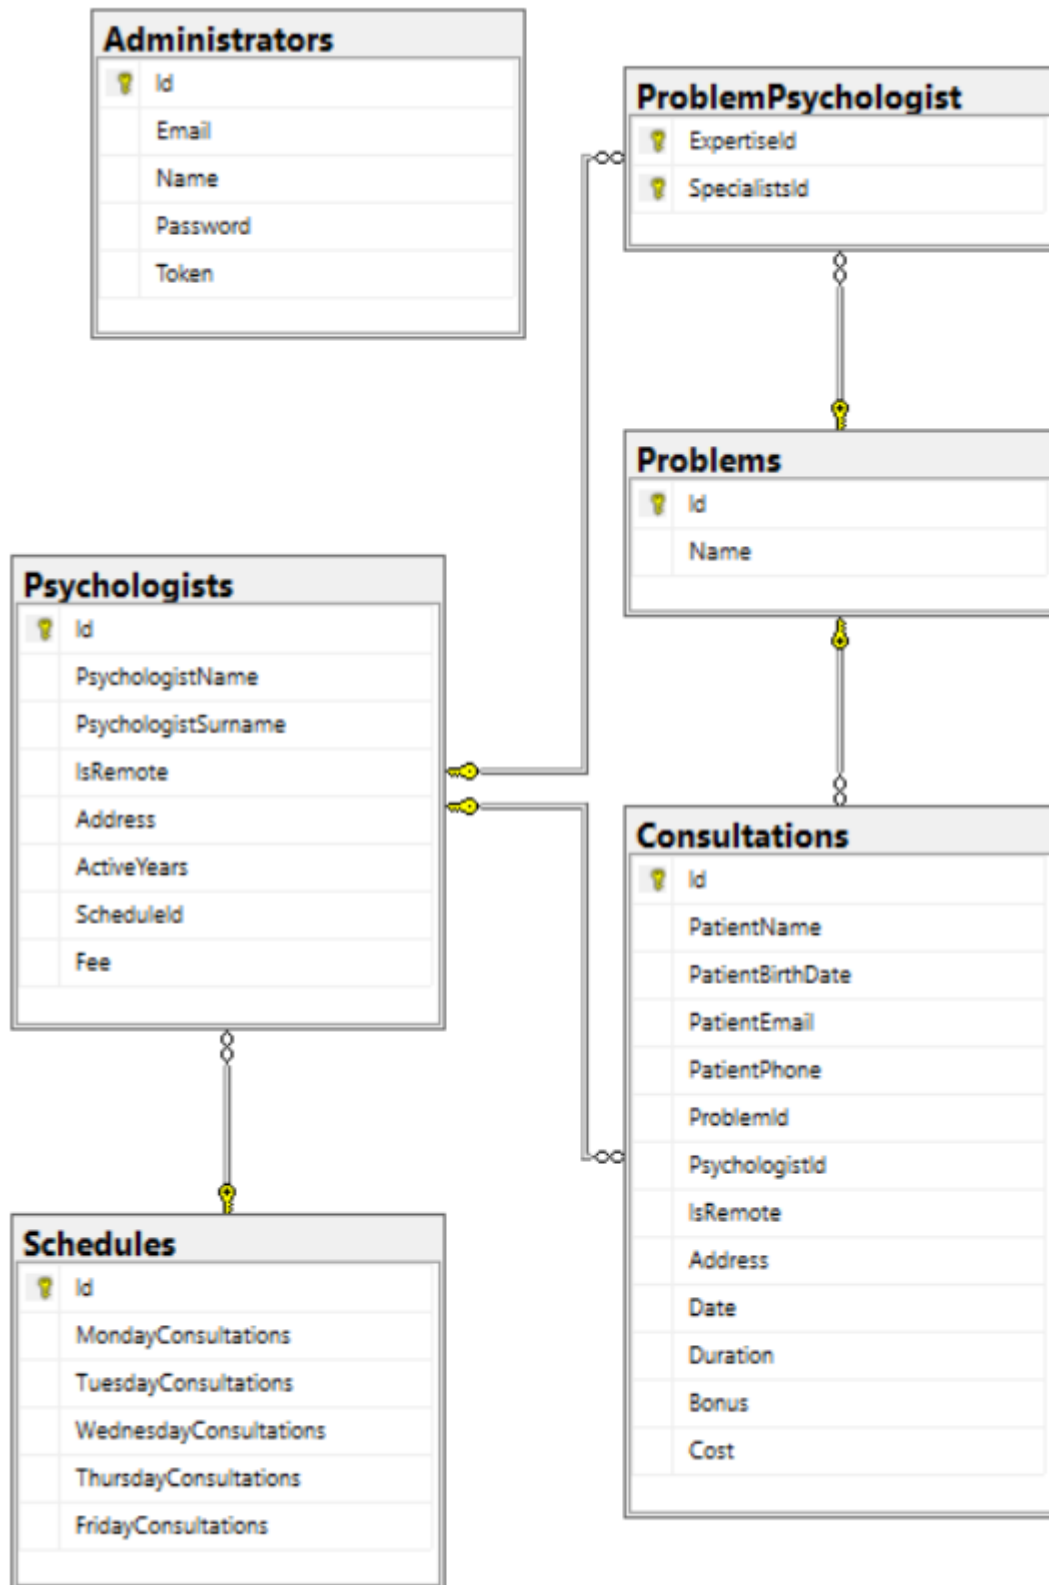 Administrators
Id
Email
Name
Password
Token
ProblemPsychologist
ExpertiseId
SpecialistsId
Problems
Id
Name
Psychologists
Id
PsychologistName
PsychologistSurname
IsRemote
Address
ActiveYears
ScheduleId
Fee
Consultations
Id
PatientName
PatientBirthDate
PatientEmail
PatientPhone
ProblemId
PsychologistId
IsRemote
Address
Date
Duration
Bonus
Cost
Schedules
Id
MondayConsultations
TuesdayConsultations
WednesdayConsultations
ThursdayConsultations
FridayConsultations